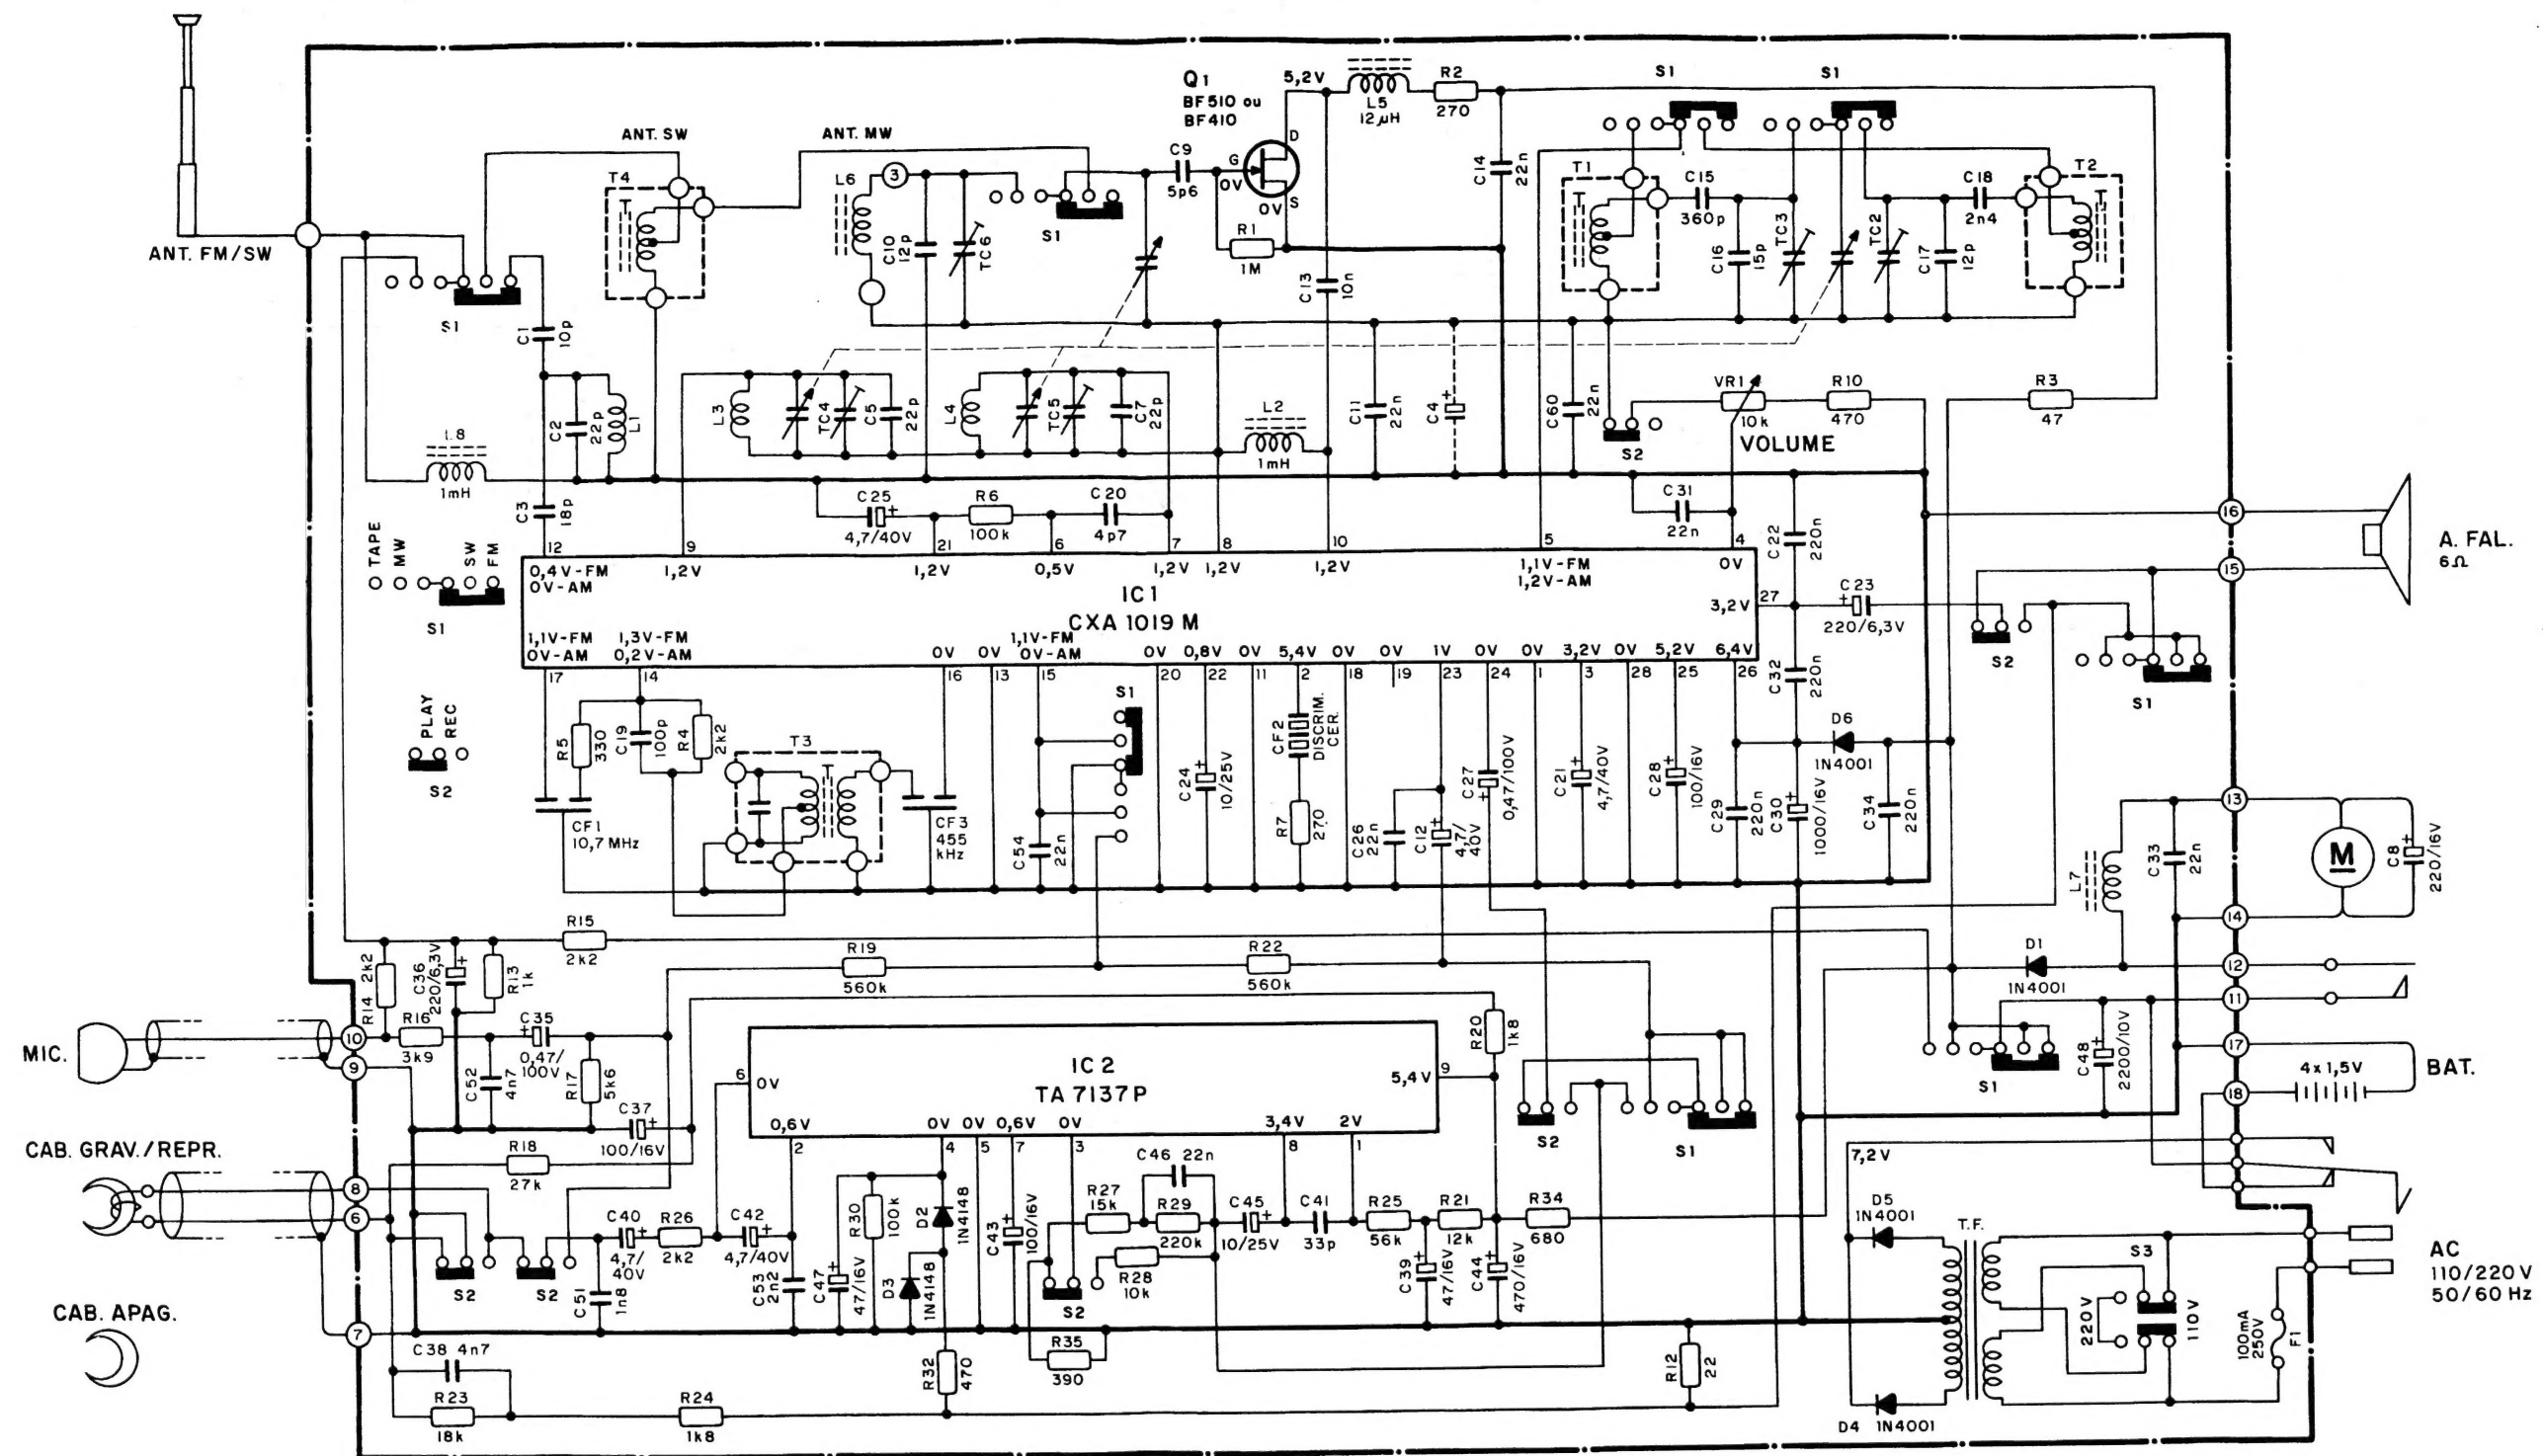 ANT. FM/SW
ANT. SW
ANT. MW
Q1
BF510 ou
BF410
5,2V
D
G
0V
0V S
L5
12µH
R2
270
S1
S1
C9
5p6
C14
22n
T1
C15
360p
C18
2n4
T2
T4
L6
3
C10
12p
TC6
S1
R1
1M
C13
10n
C16
15p
TC3
TC2
C17
12p
S1
C1
10p
C2
22p
L1
L3
TC4
C5
22p
L4
TC5
C7
22p
L2
1mH
C11
22n
C4
+
C60
22n
VR1
10k
VOLUME
R10
470
R3
47
S2
L8
1mH
C3
18p
C25
+
4,7/40V
R6
100k
C20
4p7
C31
22n
C22
220n
TAPE
MW
SW
FM
S1
12
9
21
6
7
8
10
5
4
0,4V-FM
0V-AM
1,2V
1,2V
0,5V
1,2V
1,2V
1,2V
1,1V-FM
1,2V-AM
0V
IC1
CXA 1019 M
3,2V
27
C23
+
220/6,3V
16
15
A. FAL.
6Ω
1,1V-FM
0V-AM
1,3V-FM
0,2V-AM
0V
0V
1,1V-FM
0V-AM
0V
0,8V
0V
5,4V
0V
0V
1V
0V
0V
3,2V
0V
5,2V
6,4V
17
14
16
13
15
20
22
11
2
18
19
23
24
1
3
28
25
26
C32
220n
S2
S1
PLAY
REC
S2
R5
330
C19
100p
R4
2k2
T3
S1
C24
+
10/25V
CF2
DISCRIM.
CER.
R7
270
C26
22n
C12
+
4,7/
40V
C27
+
0,47/100V
C21
+
4,7/40V
C28
+
100/16V
C29
220n
C30
+
1000/16V
D6
1N4001
C34
220n
CF1
10,7MHz
CF3
455
kHz
C54
22n
L7
C33
22n
13
14
M
C8
+
220/16V
R15
2k2
R19
560k
R22
560k
D1
1N4001
12
11
R14
2k2
C36
220/6,3V
+
R13
1k
MIC.
10
9
R16
3k9
C35
+
0,47/
100V
C52
4n7
R17
5k6
C37
+
100/16V
R18
27k
6
0V
IC2
TA 7137P
5,4V
9
R20
1k8
0,6V
0V
0V
0,6V
0V
3,4V
2V
2
4
5
7
3
8
1
S2
S1
S1
C48
+
2200/10V
17
18
4x1,5V
BAT.
CAB. GRAV./REPR.
8
6
S2
S2
C51
1n8
C40
+
4,7/
40V
R26
2k2
C42
+
4,7/40V
C53
2n2
C47
+
47/16V
R30
100k
D2
1N4148
D3
1N4148
C43
+
100/16V
C46 22n
R27
15k
R29
220k
R28
10k
S2
C45
+
10/25V
C41
33p
R25
56k
R21
12k
R34
680
C39
+
47/16V
C44
+
470/16V
7,2V
D5
1N4001
T.F.
S3
220V
110V
100mA
250V
F1
AC
110/220V
50/60 Hz
CAB. APAG.
7
C38 4n7
R23
18k
R24
1k8
R32
470
R35
390
R12
22
D4 1N4001